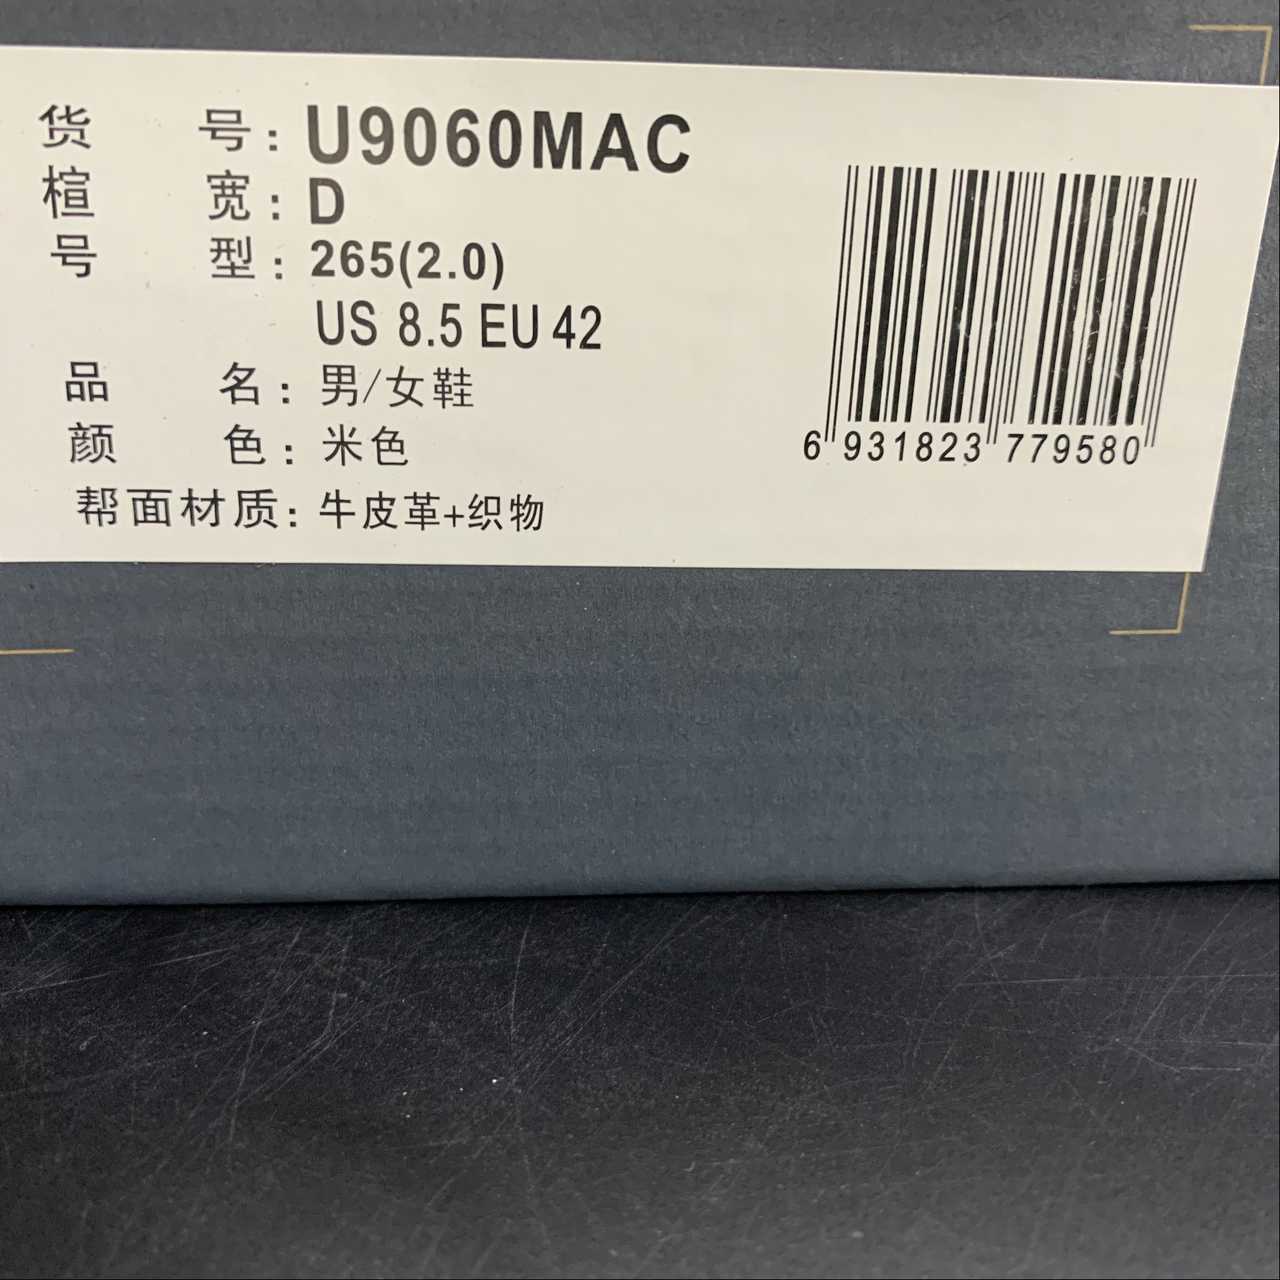 货 号：U9060MAC
楦 宽：D
号 型：265(2.0)
US 8.5 EU 42
品 名：男/女鞋
颜 色：米色
帮面材质：牛皮革+织物
6 931823 779580